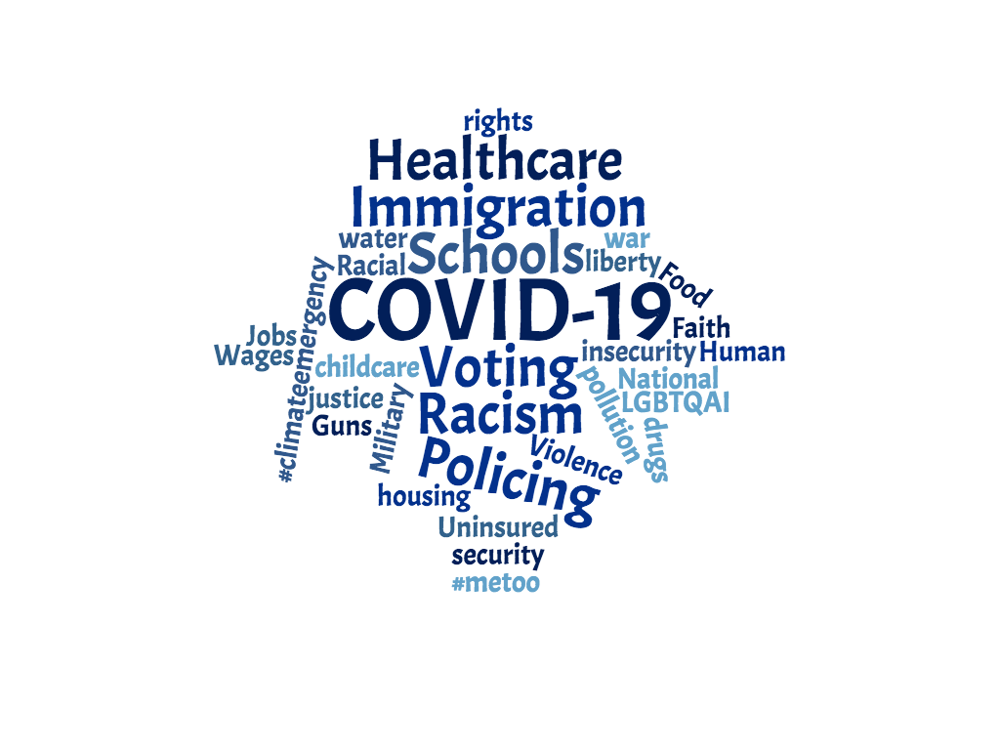 rights
Healthcare
Immigration
water
Schools
war
Racial
liberty
Food
#climateemergency
COVID-19
Faith
Jobs
Wages
childcare
Voting
insecurity
Human
National
pollution
LGBTQAI
justice
Military
Racism
Guns
drugs
Policing
Violence
housing
Uninsured
security
#metoo